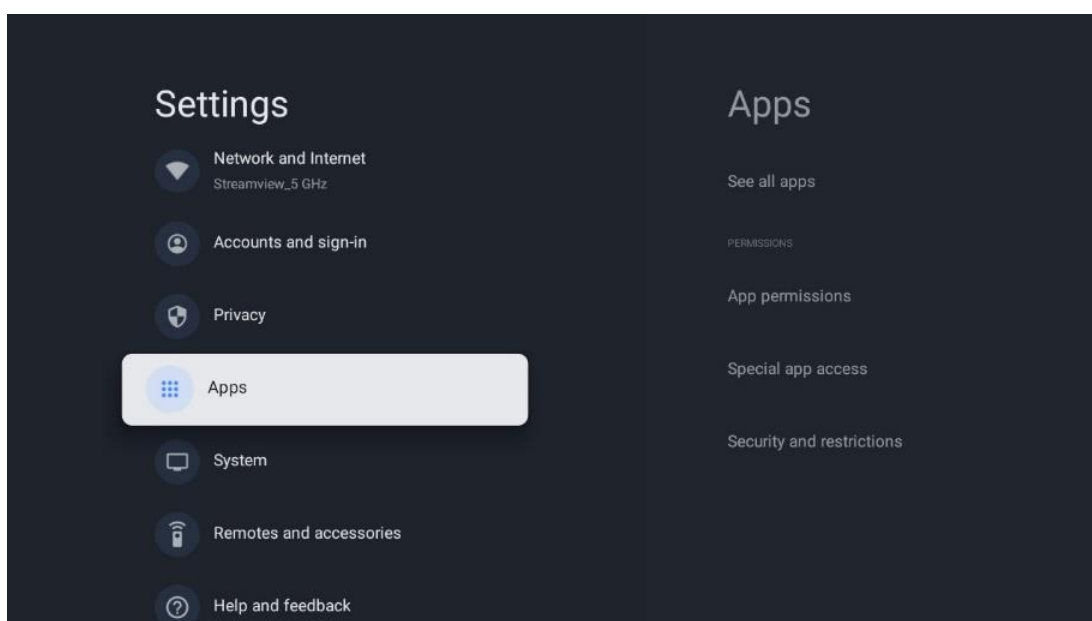 Settings
Network and Internet
Streamview_5 GHz
Accounts and sign-in
Privacy
Apps
System
Remotes and accessories
Help and feedback
Apps
See all apps
PERMISSIONS
App permissions
Special app access
Security and restrictions